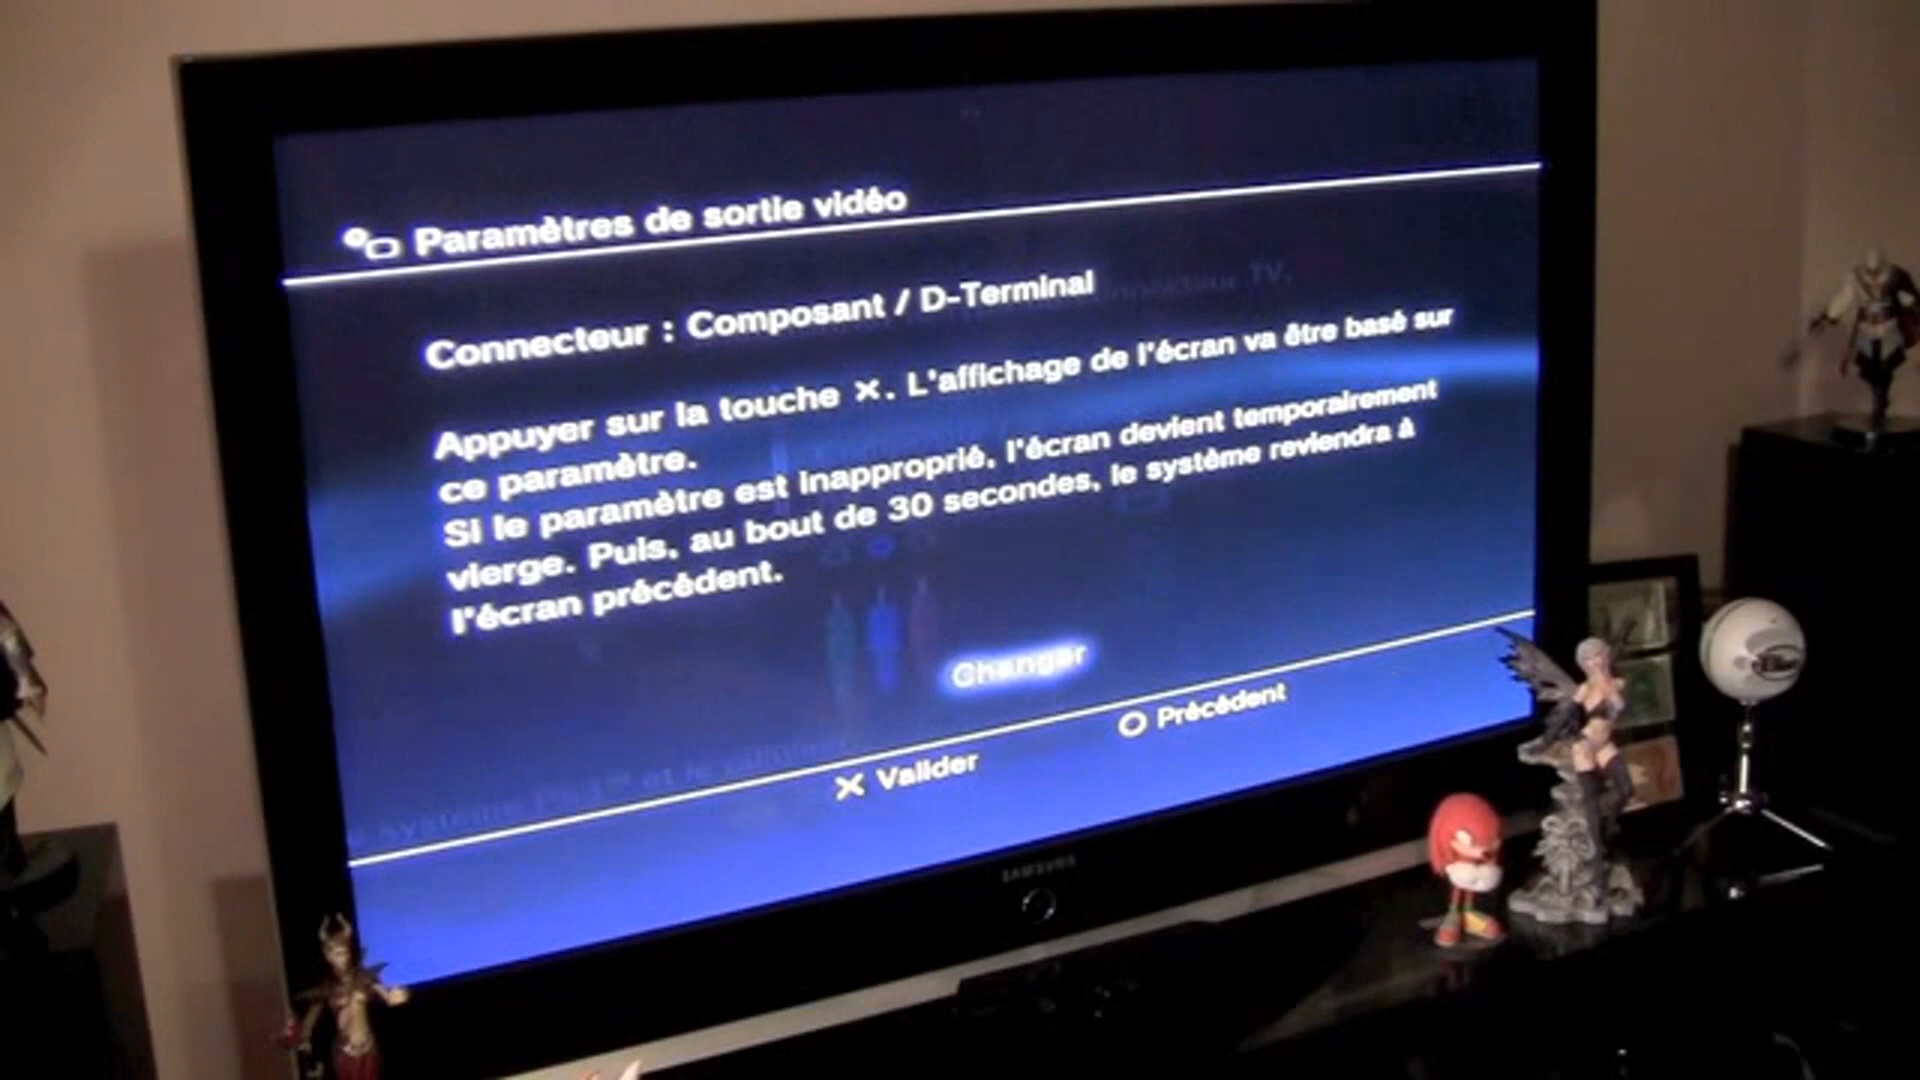 Paramètres de sortie vidéo
Connecteur : Composant / D-Terminal
Appuyer sur la touche ×. L'affichage de l'écran va être basé sur
ce paramètre.
Si le paramètre est inapproprié, l'écran devient temporairement
vierge. Puis, au bout de 30 secondes, le système reviendra à
l'écran précédent.
Changer
× Valider
○ Précédent
SAMSUNG
Blue